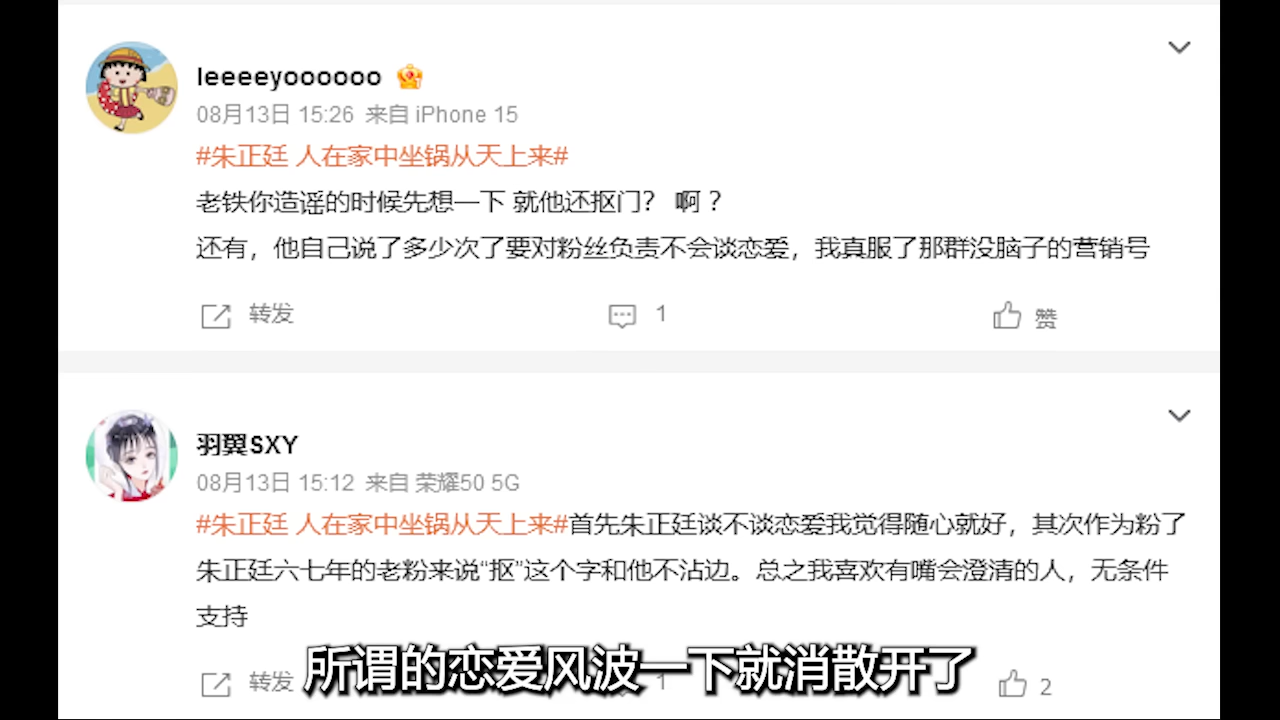 leeeeyoooooo
08月13日 15:26 来自 iPhone 15
#朱正廷 人在家中坐锅从天上来#
老铁你造谣的时候先想一下 就他还抠门？ 啊？
还有，他自己说了多少次了要对粉丝负责不会谈恋爱，我真服了那群没脑子的营销号
转发 1 赞
羽翼SXY
08月13日 15:12 来自 荣耀50 5G
#朱正廷 人在家中坐锅从天上来#首先朱正廷谈不谈恋爱我觉得随心就好，其次作为粉了
朱正廷六七年的老粉来说“抠”这个字和他不沾边。总之我喜欢有嘴会澄清的人，无条件
支持
转发 1 2
所谓的恋爱风波一下就消散开了